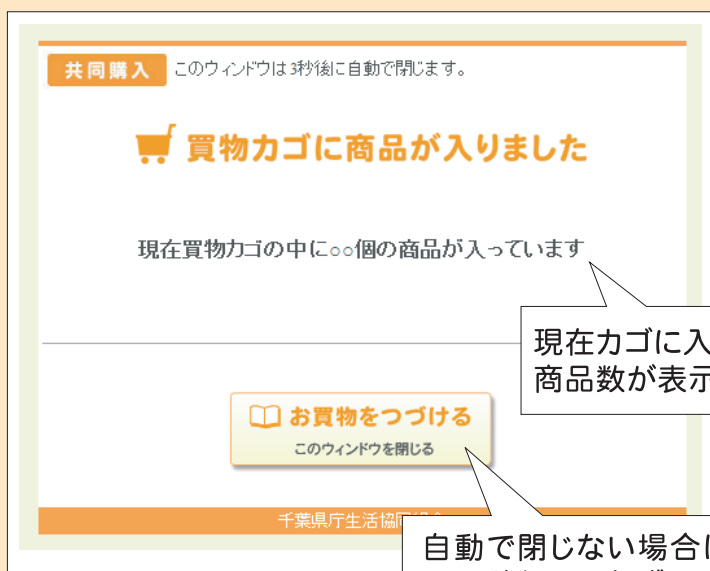 共同購入 このウィンドウは3秒後に自動で閉じます。
買物カゴに商品が入りました
現在買物カゴの中に○○個の商品が入っています
現在カゴに入
商品数が表示
お買物をつづける
このウィンドウを閉じる
千葉県庁生活協同組合
自動で閉じない場合は